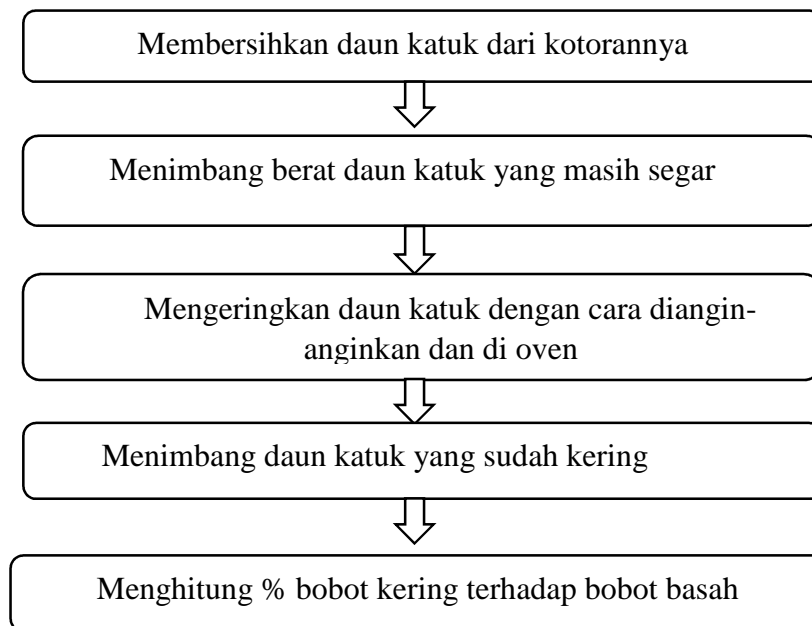 Membersihkan daun katuk dari kotorannya
Menimbang berat daun katuk yang masih segar
Mengeringkan daun katuk dengan cara diangin-
anginkan dan di oven
Menimbang daun katuk yang sudah kering
Menghitung % bobot kering terhadap bobot basah